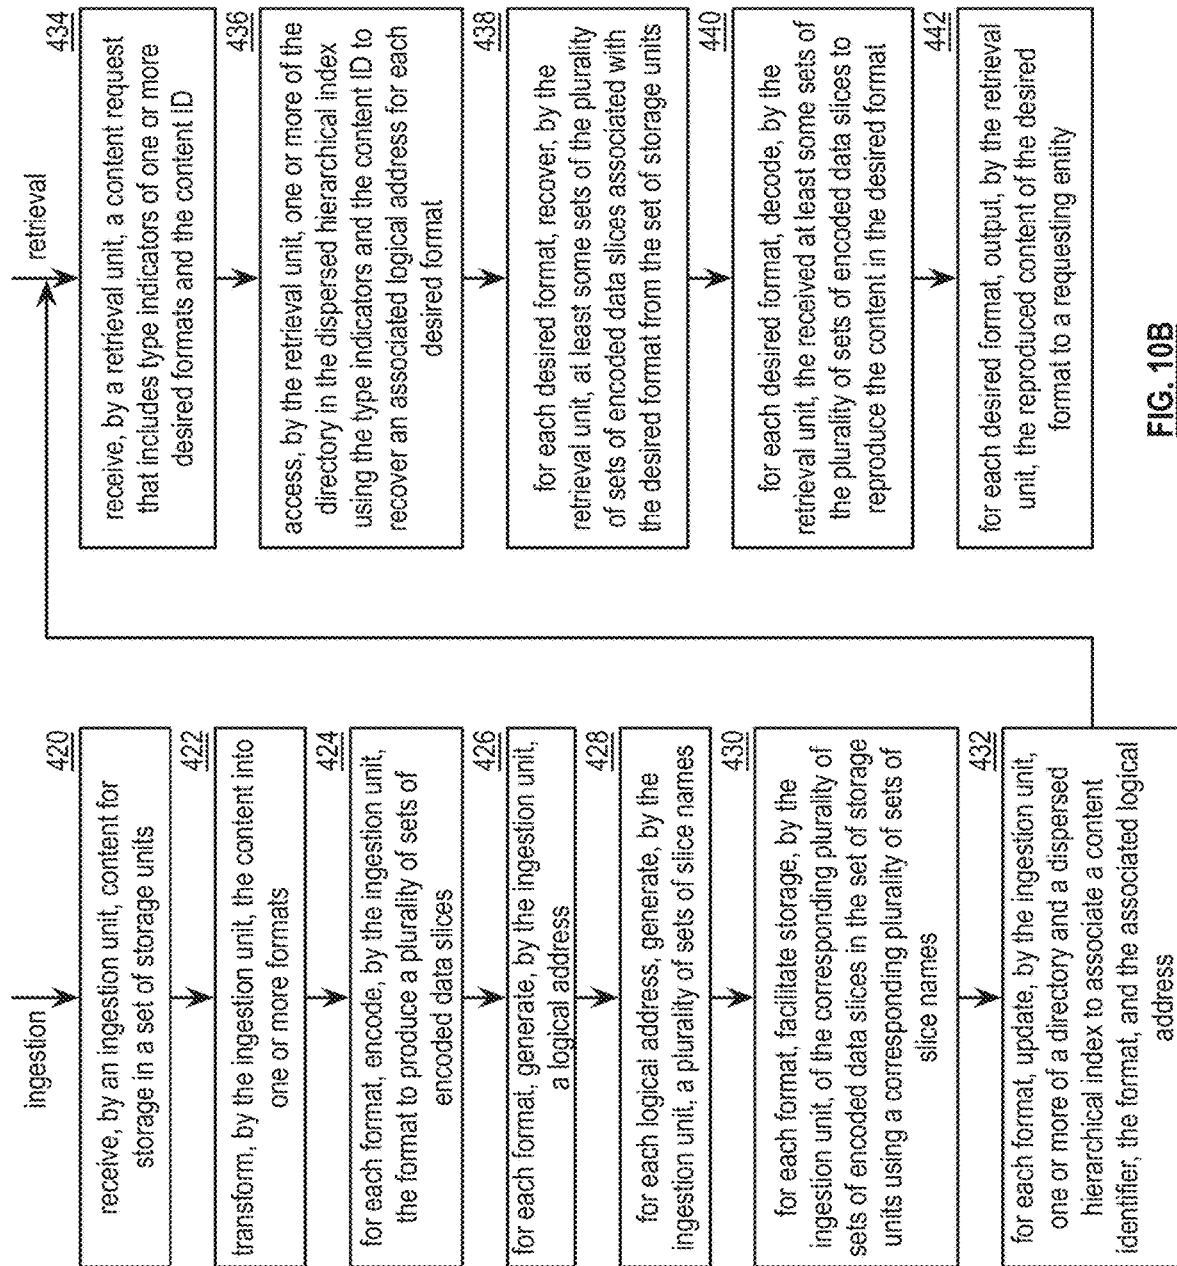 ingestion
420
receive, by an ingestion unit, content for
storage in a set of storage units
422
transform, by the ingestion unit, the content into
one or more formats
424
for each format, encode, by the ingestion unit,
the format to produce a plurality of sets of
encoded data slices
426
for each format, generate, by the ingestion unit,
a logical address
428
for each logical address, generate, by the
ingestion unit, a plurality of sets of slice names
430
for each format, facilitate storage, by the
ingestion unit, of the corresponding plurality of
sets of encoded data slices in the set of storage
units using a corresponding plurality of sets of
slice names
432
for each format, update, by the ingestion unit,
one or more of a directory and a dispersed
hierarchical index to associate a content
identifier, the format, and the associated logical
address
retrieval
434
receive, by a retrieval unit, a content request
that includes type indicators of one or more
desired formats and the content ID
436
access, by the retrieval unit, one or more of the
directory in the dispersed hierarchical index
using the type indicators and the content ID to
recover an associated logical address for each
desired format
438
for each desired format, recover, by the
retrieval unit, at least some sets of the plurality
of sets of encoded data slices associated with
the desired format from the set of storage units
440
for each desired format, decode, by the
retrieval unit, the received at least some sets of
the plurality of sets of encoded data slices to
reproduce the content in the desired format
442
for each desired format, output, by the retrieval
unit, the reproduced content of the desired
format to a requesting entity
FIG. 10B